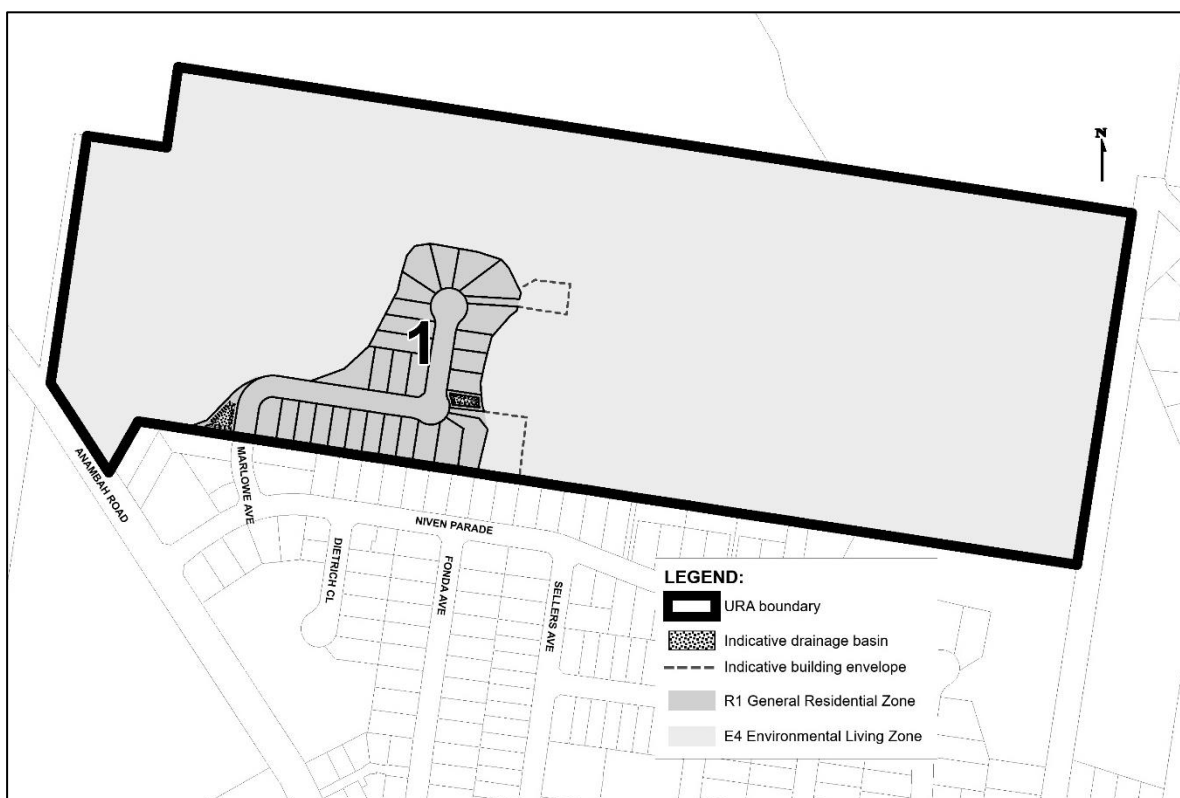 N
1
ANAMBAH ROAD
MARLOWE AVE
NIVEN PARADE
DIETRICH CL
FONDA AVE
SELLERS AVE
LEGEND:
URA boundary
Indicative drainage basin
Indicative building envelope
R1 General Residential Zone
E4 Environmental Living Zone